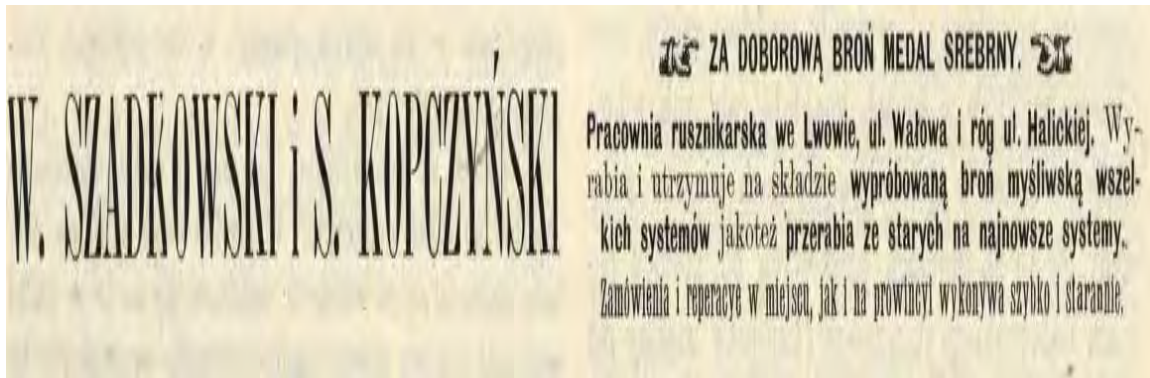 W. SZADKOWSKI i S. KOPCZYŃSKI
ZA DOBOROWĄ BROŃ MEDAL SREBRNY.
Pracownia rusznikarska we Lwowie, ul. Wałowa i róg ul. Halickiej. Wy-
rabia i utrzymuje na składzie wypróbowaną broń myśliwską wszel-
kich systemów jakoteż przerabia ze starych na najnowsze systemy.
Zamówienia i reperacye w miejscu, jak i na prowincyi wykonywa szybko i starannie.